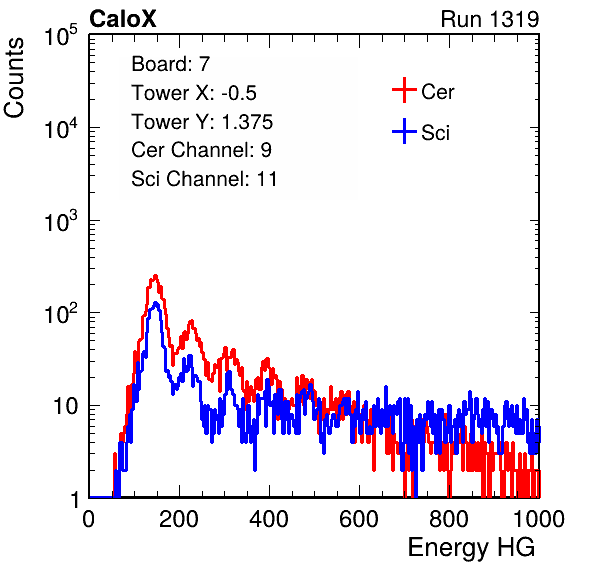 CaloX Run 1319
Counts
10^5
10^4
10^3
10^2
10
1
Board: 7
Tower X: -0.5
Tower Y: 1.375
Cer Channel: 9
Sci Channel: 11
Cer
Sci
0 200 400 600 800 1000
Energy HG